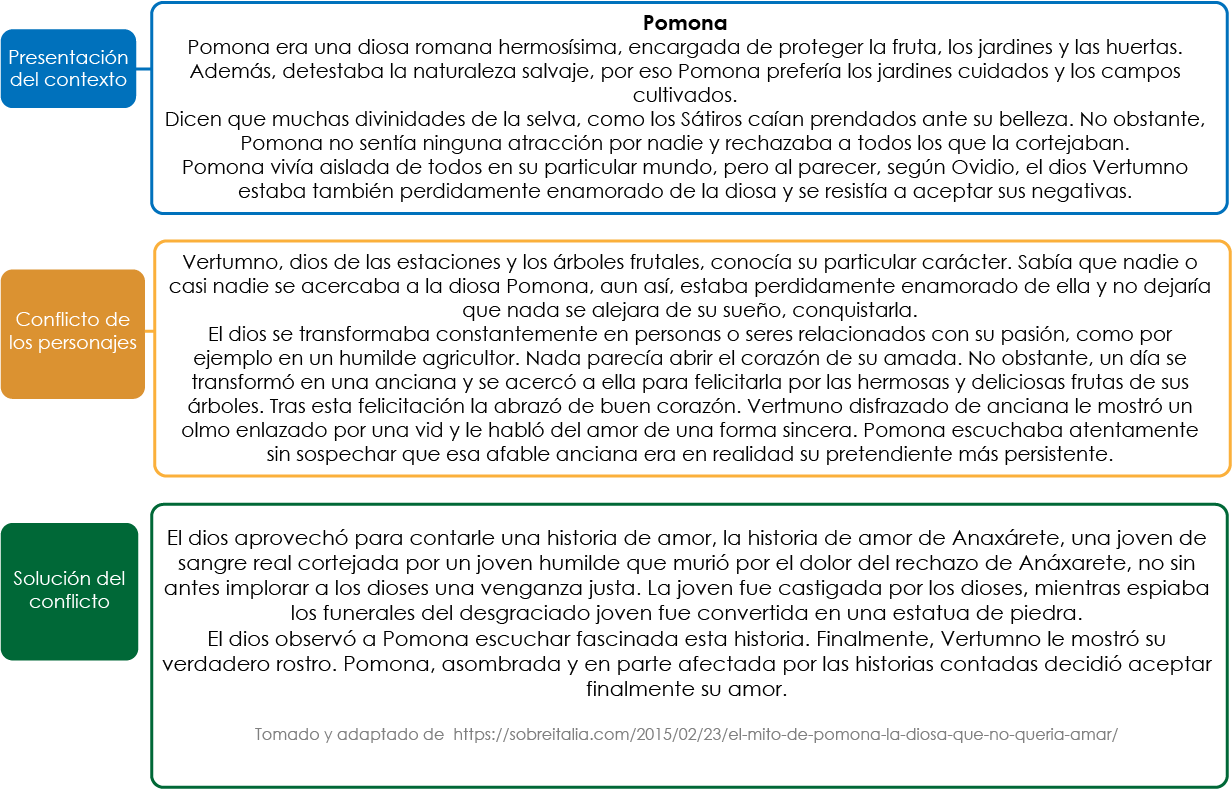 Presentación
del contexto
Pomona
Pomona era una diosa romana hermosísima, encargada de proteger la fruta, los jardines y las huertas.
Además, detestaba la naturaleza salvaje, por eso Pomona prefería los jardines cuidados y los campos
cultivados.
Dicen que muchas divinidades de la selva, como los Sátiros caían prendados ante su belleza. No obstante,
Pomona no sentía ninguna atracción por nadie y rechazaba a todos los que la cortejaban.
Pomona vivía aislada de todos en su particular mundo, pero al parecer, según Ovidio, el dios Vertumno
estaba también perdidamente enamorado de la diosa y se resistía a aceptar sus negativas.
Conflicto de
los personajes
Vertumno, dios de las estaciones y los árboles frutales, conocía su particular carácter. Sabía que nadie o
casi nadie se acercaba a la diosa Pomona, aun así, estaba perdidamente enamorado de ella y no dejaría
que nada se alejara de su sueño, conquistarla.
El dios se transformaba constantemente en personas o seres relacionados con su pasión, como por
ejemplo en un humilde agricultor. Nada parecía abrir el corazón de su amada. No obstante, un día se
transformó en una anciana y se acercó a ella para felicitarla por las hermosas y deliciosas frutas de sus
árboles. Tras esta felicitación la abrazó de buen corazón. Vertmuno disfrazado de anciana le mostró un
olmo enlazado por una vid y le habló del amor de una forma sincera. Pomona escuchaba atentamente
sin sospechar que esa afable anciana era en realidad su pretendiente más persistente.
Solución del
conflicto
El dios aprovechó para contarle una historia de amor, la historia de amor de Anaxárete, una joven de
sangre real cortejada por un joven humilde que murió por el dolor del rechazo de Anáxarete, no sin
antes implorar a los dioses una venganza justa. La joven fue castigada por los dioses, mientras espiaba
los funerales del desgraciado joven fue convertida en una estatua de piedra.
El dios observó a Pomona escuchar fascinada esta historia. Finalmente, Vertumno le mostró su
verdadero rostro. Pomona, asombrada y en parte afectada por las historias contadas decidió aceptar
finalmente su amor.
Tomado y adaptado de https://sobreitalia.com/2015/02/23/el-mito-de-pomona-la-diosa-que-no-queria-amar/